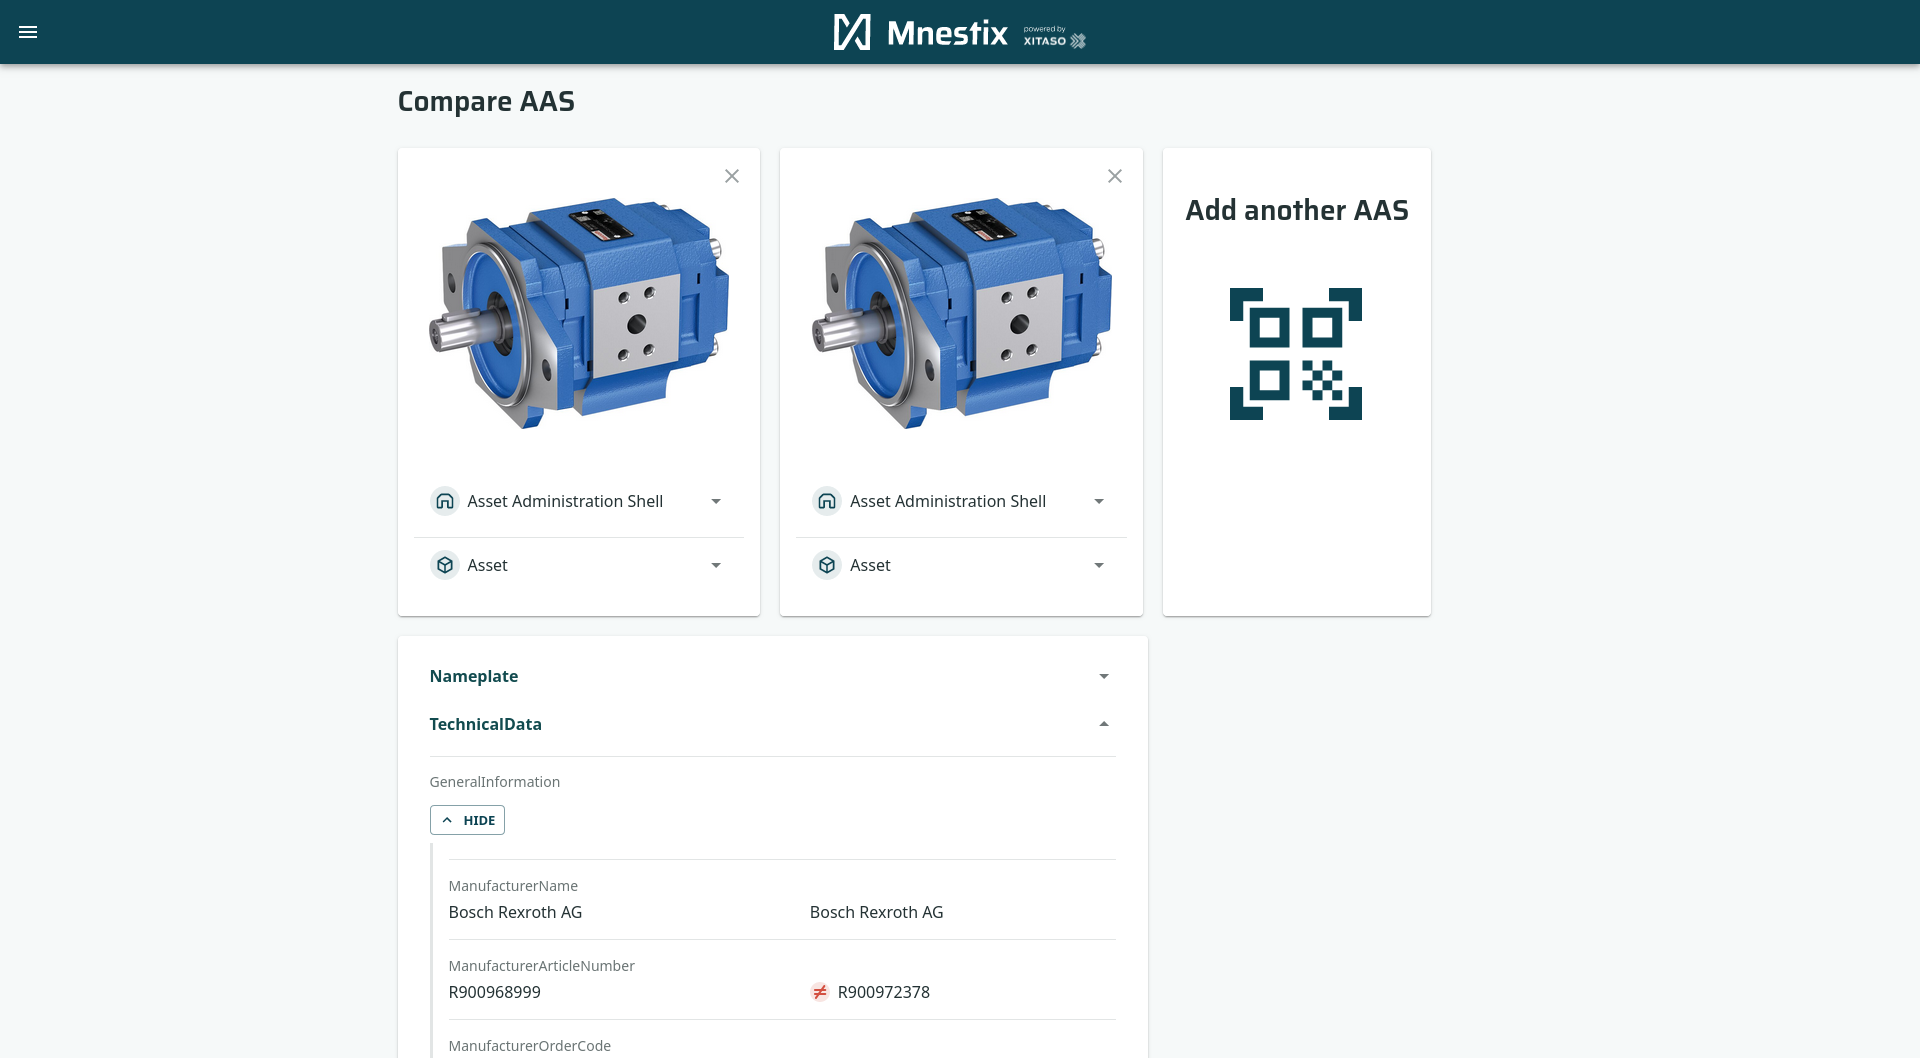 Mnestix
powered by
XITASO
Compare AAS
Add another AAS
Asset Administration Shell
Asset
Asset Administration Shell
Asset
Nameplate
TechnicalData
GeneralInformation
HIDE
ManufacturerName
Bosch Rexroth AG
Bosch Rexroth AG
ManufacturerArticleNumber
R900968999
≠ R900972378
ManufacturerOrderCode